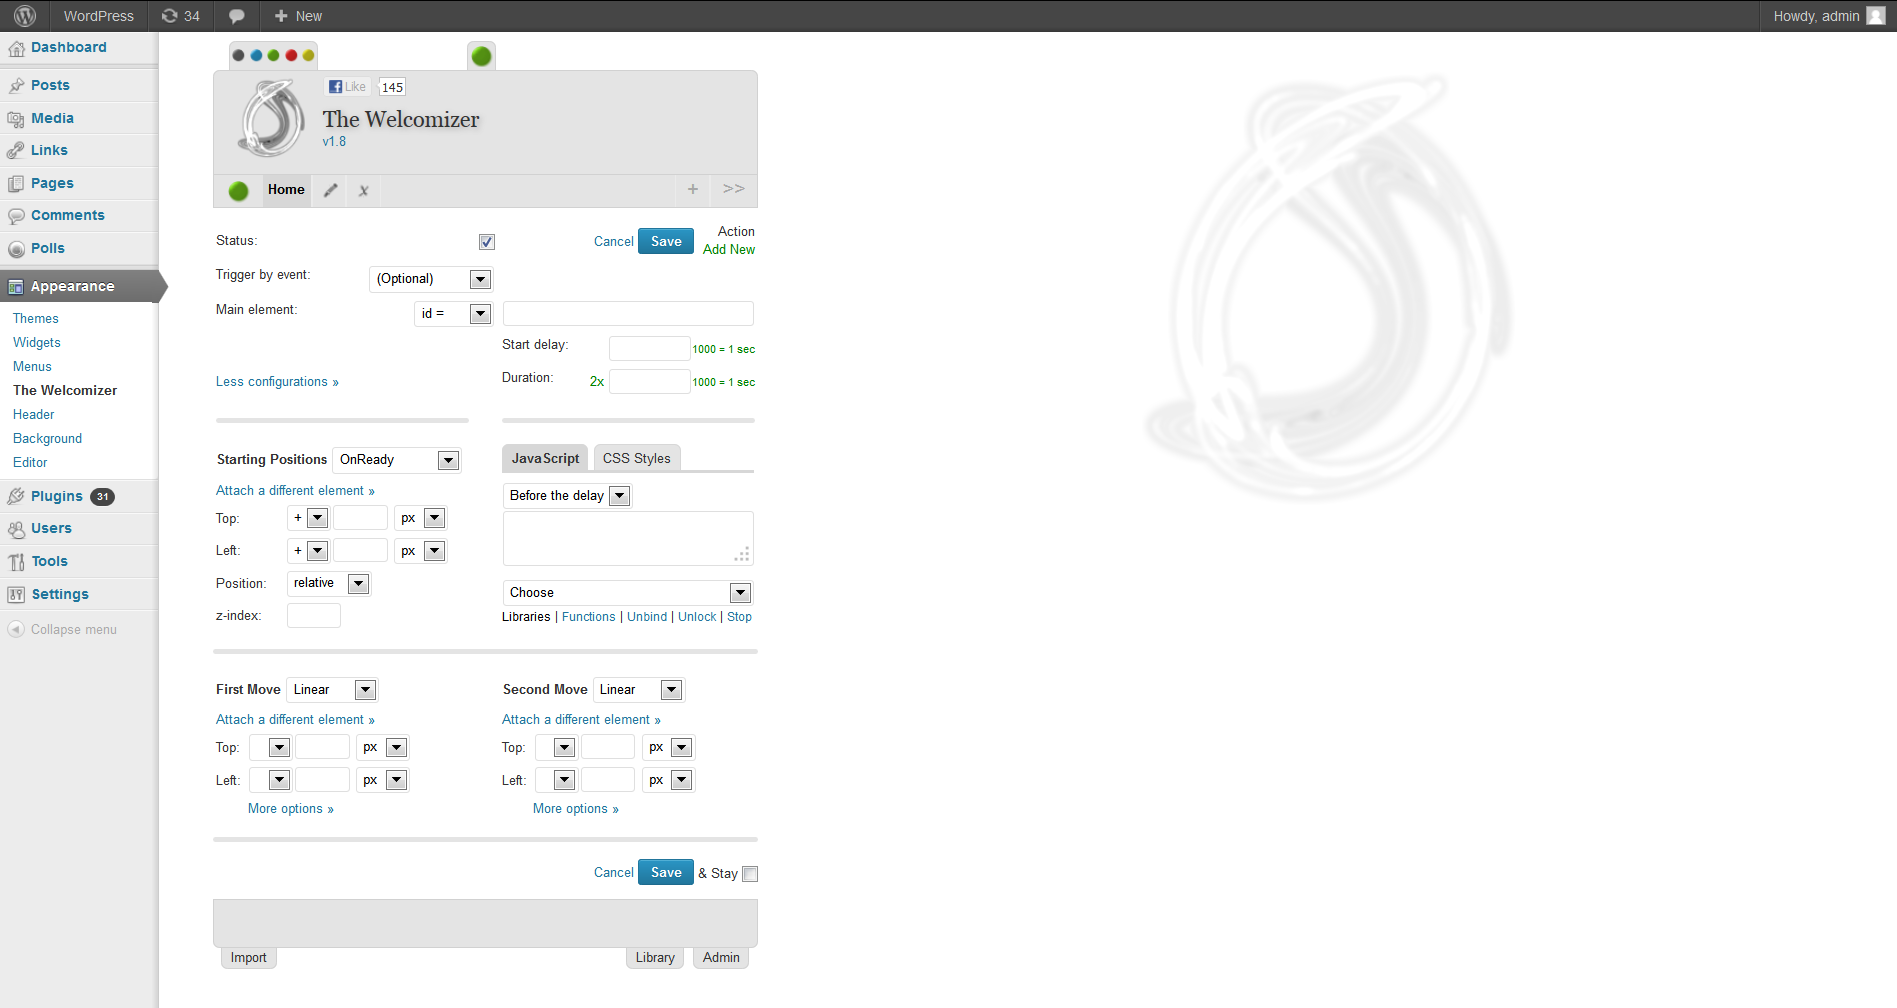 WordPress 34 + New Howdy, admin
Dashboard
Posts
Media
Links
Pages
Comments
Polls
Appearance
Themes
Widgets
Menus
The Welcomizer
Header
Background
Editor
Plugins 31
Users
Tools
Settings
Collapse menu
Like 145
The Welcomizer
v1.8
Home x + >>
Status: Cancel Save Action
Add New
Trigger by event: (Optional)
Main element: id =
Start delay: 1000 = 1 sec
Less configurations » Duration: 2x 1000 = 1 sec
Starting Positions OnReady
Attach a different element »
Top: + px
Left: + px
Position: relative
z-index:
JavaScript CSS Styles
Before the delay
Choose
Libraries | Functions | Unbind | Unlock | Stop
First Move Linear
Attach a different element »
Top: px
Left: px
More options »
Second Move Linear
Attach a different element »
Top: px
Left: px
More options »
Cancel Save & Stay
Import Library Admin